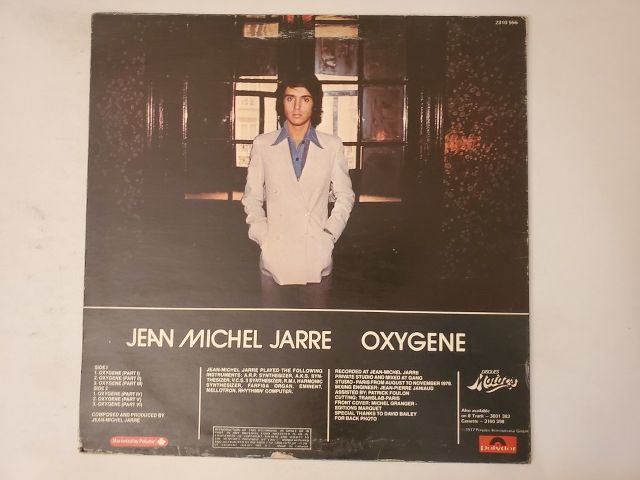 2310 555
JEAN MICHEL JARRE OXYGENE
SIDE 1
1. OXYGENE (PART I)
2. OXYGENE (PART II)
3. OXYGENE (PART III)
SIDE 2
1. OXYGENE (PART IV)
2. OXYGENE (PART V)
3. OXYGENE (PART VI)
COMPOSED AND PRODUCED BY
JEAN-MICHEL JARRE
JEAN-MICHEL JARRE PLAYED THE FOLLOWING
INSTRUMENTS: A.R.P. SYNTHESIZER, A.K.S. SYN-
THESIZER, V.C.S. 3 SYNTHESIZER, R.M.I. HARMONIC
SYNTHESIZER, FARFISA ORGAN, EMINENT,
MELLOTRON, RHYTHMIN' COMPUTER.
RECORDED AT JEAN-MICHEL JARRE
PRIVATE STUDIO AND MIXED AT GANG
STUDIO - PARIS FROM AUGUST TO NOVEMBER 1976.
MIXING ENGINEER: JEAN-PIERRE JANIAUD
ASSISTED BY: PATRICK FOULON
CUTTING: TRANSLAB-PARIS
FRONT COVER: MICHEL GRANGER -
EDITIONS MARQUET
SPECIAL THANKS TO DAVID BAILEY
FOR BACK PHOTO
DISQUES
Motors
Also available
on 8 Track — 3801 383
Cassette — 3100 398
Marketed by Polydor
Polydor